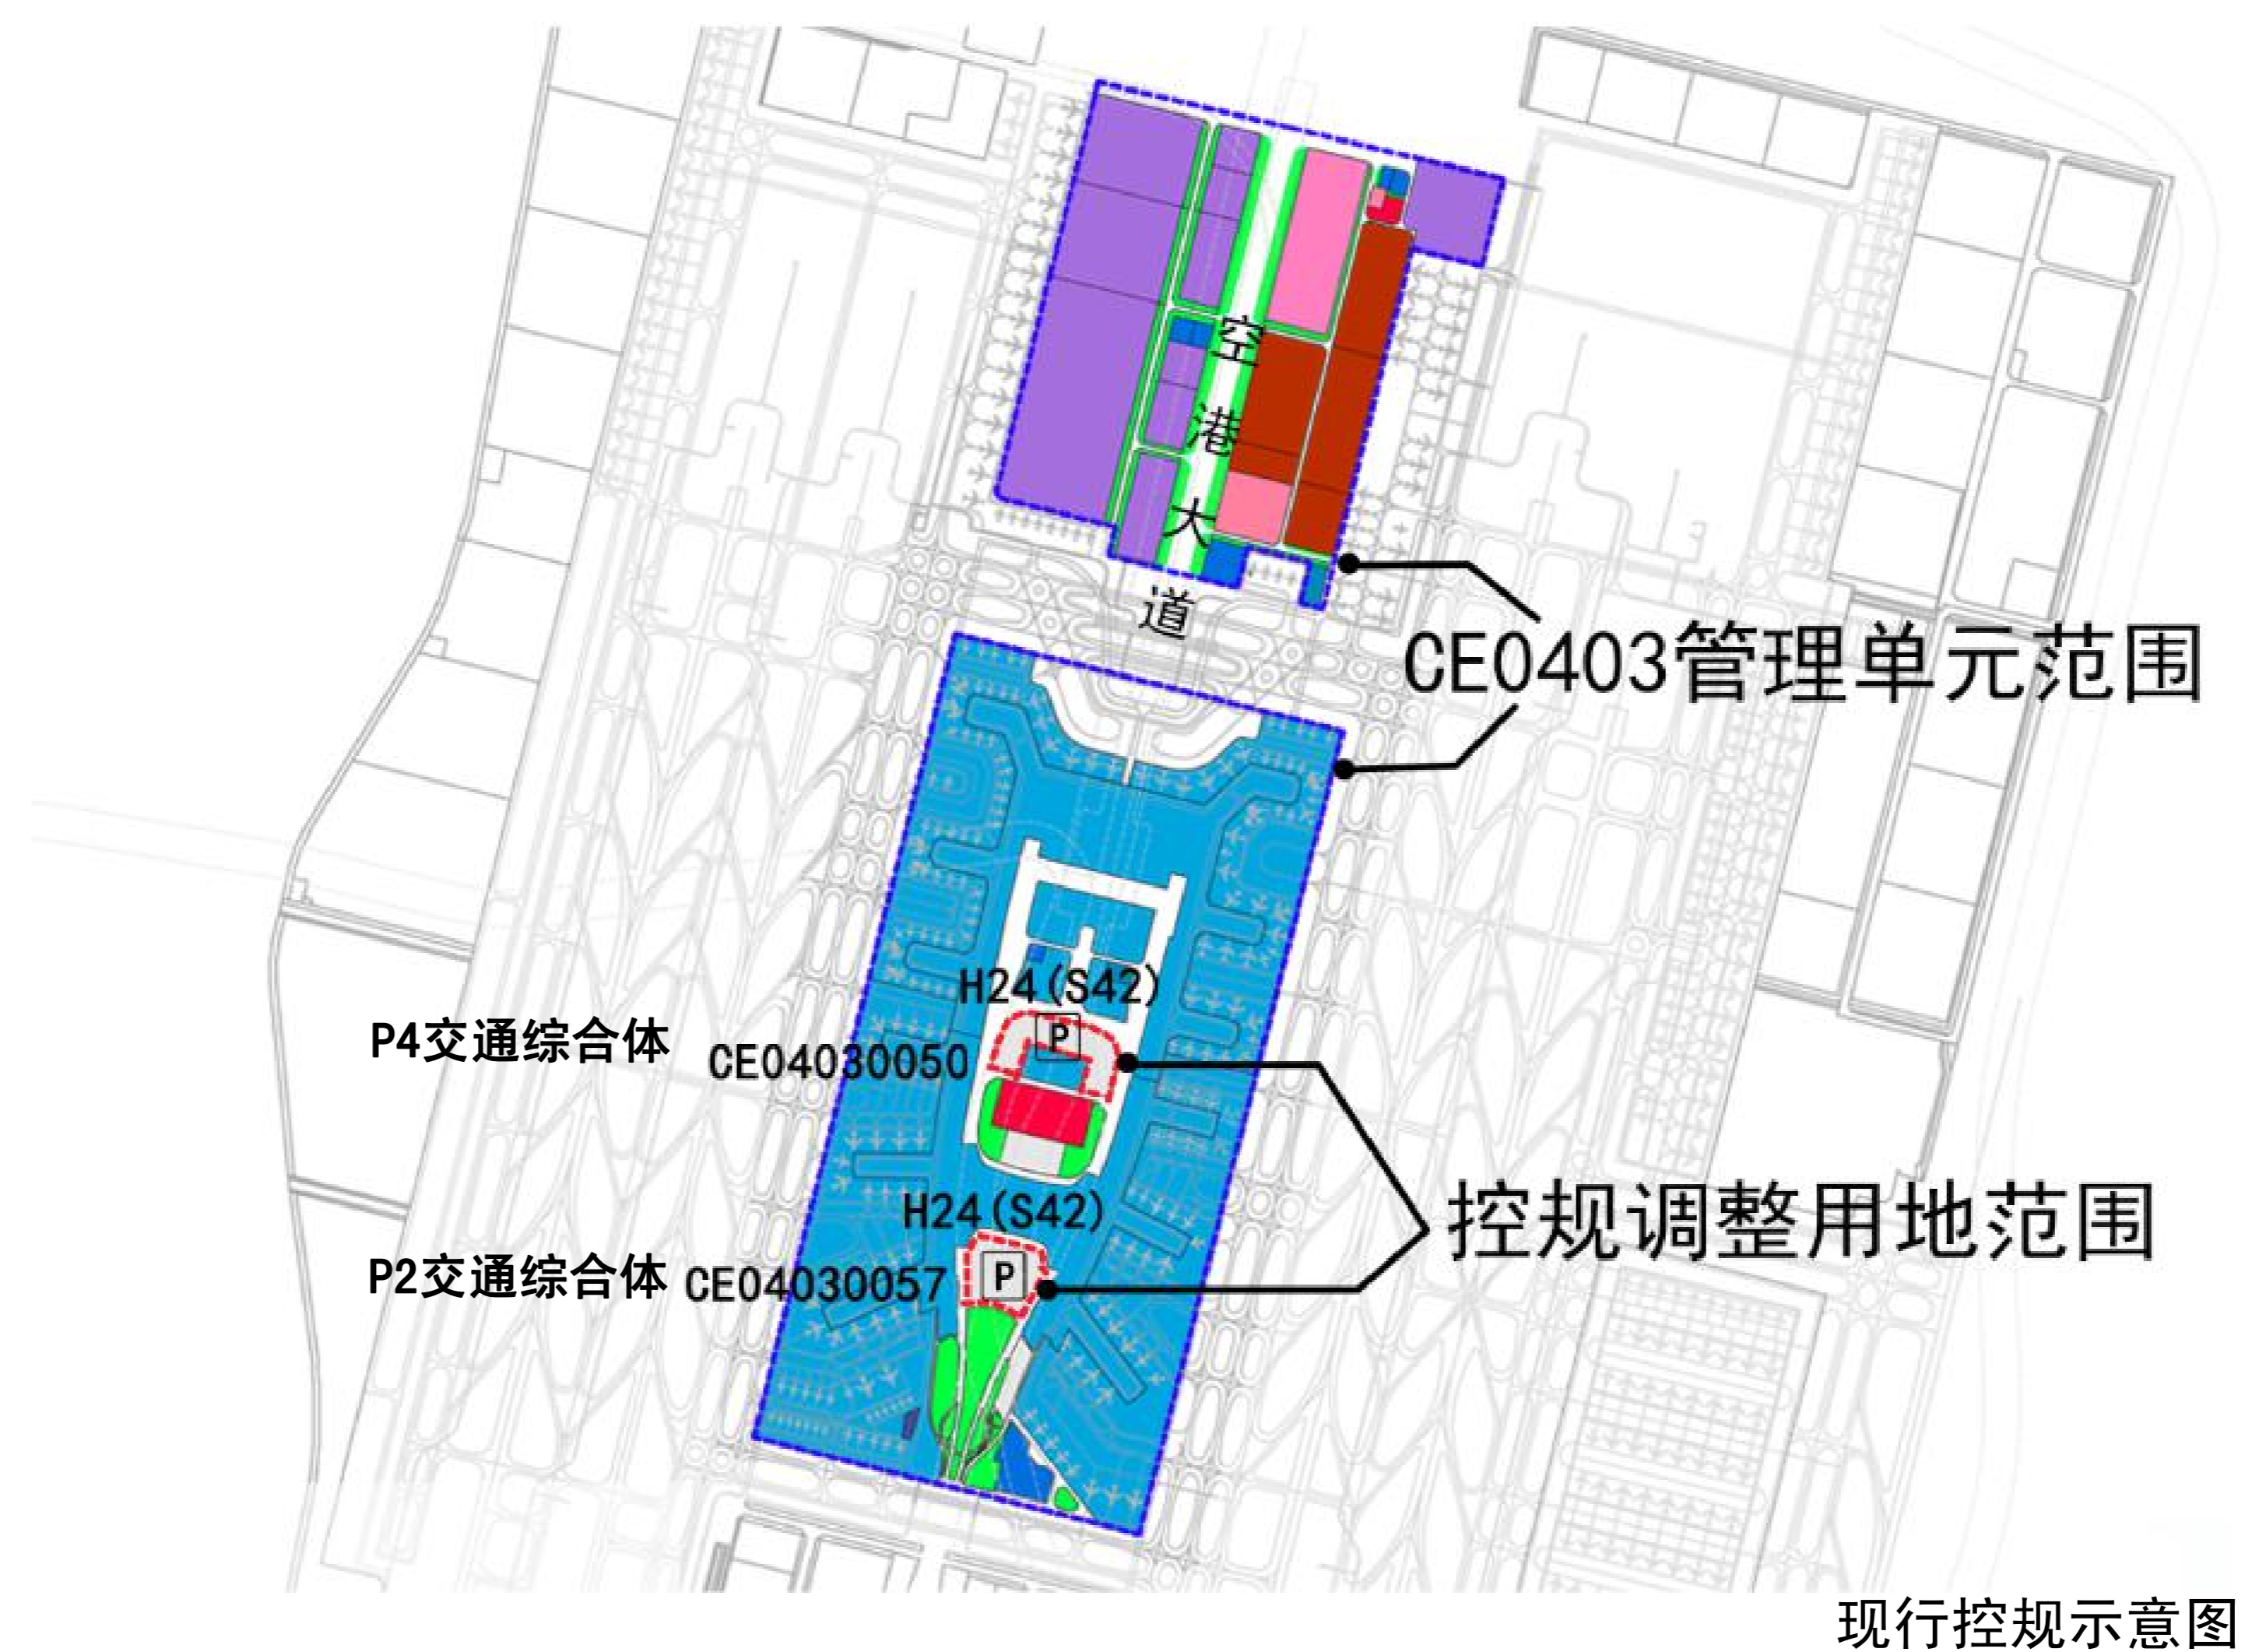 空
港
大
道
CE0403管理单元范围
H24(S42)
P
P4交通综合体
CE04030050
控规调整用地范围
H24(S42)
P
P2交通综合体
CE04030057
现行控规示意图